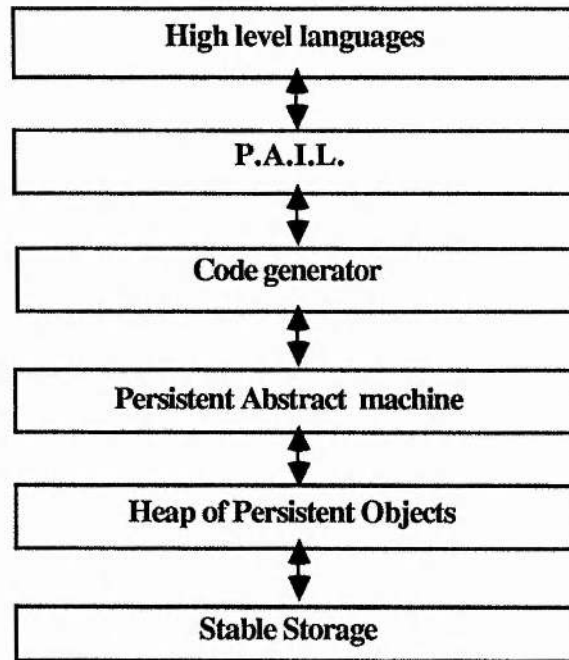 High level languages
P.A.I.L.
Code generator
Persistent Abstract machine
Heap of Persistent Objects
Stable Storage